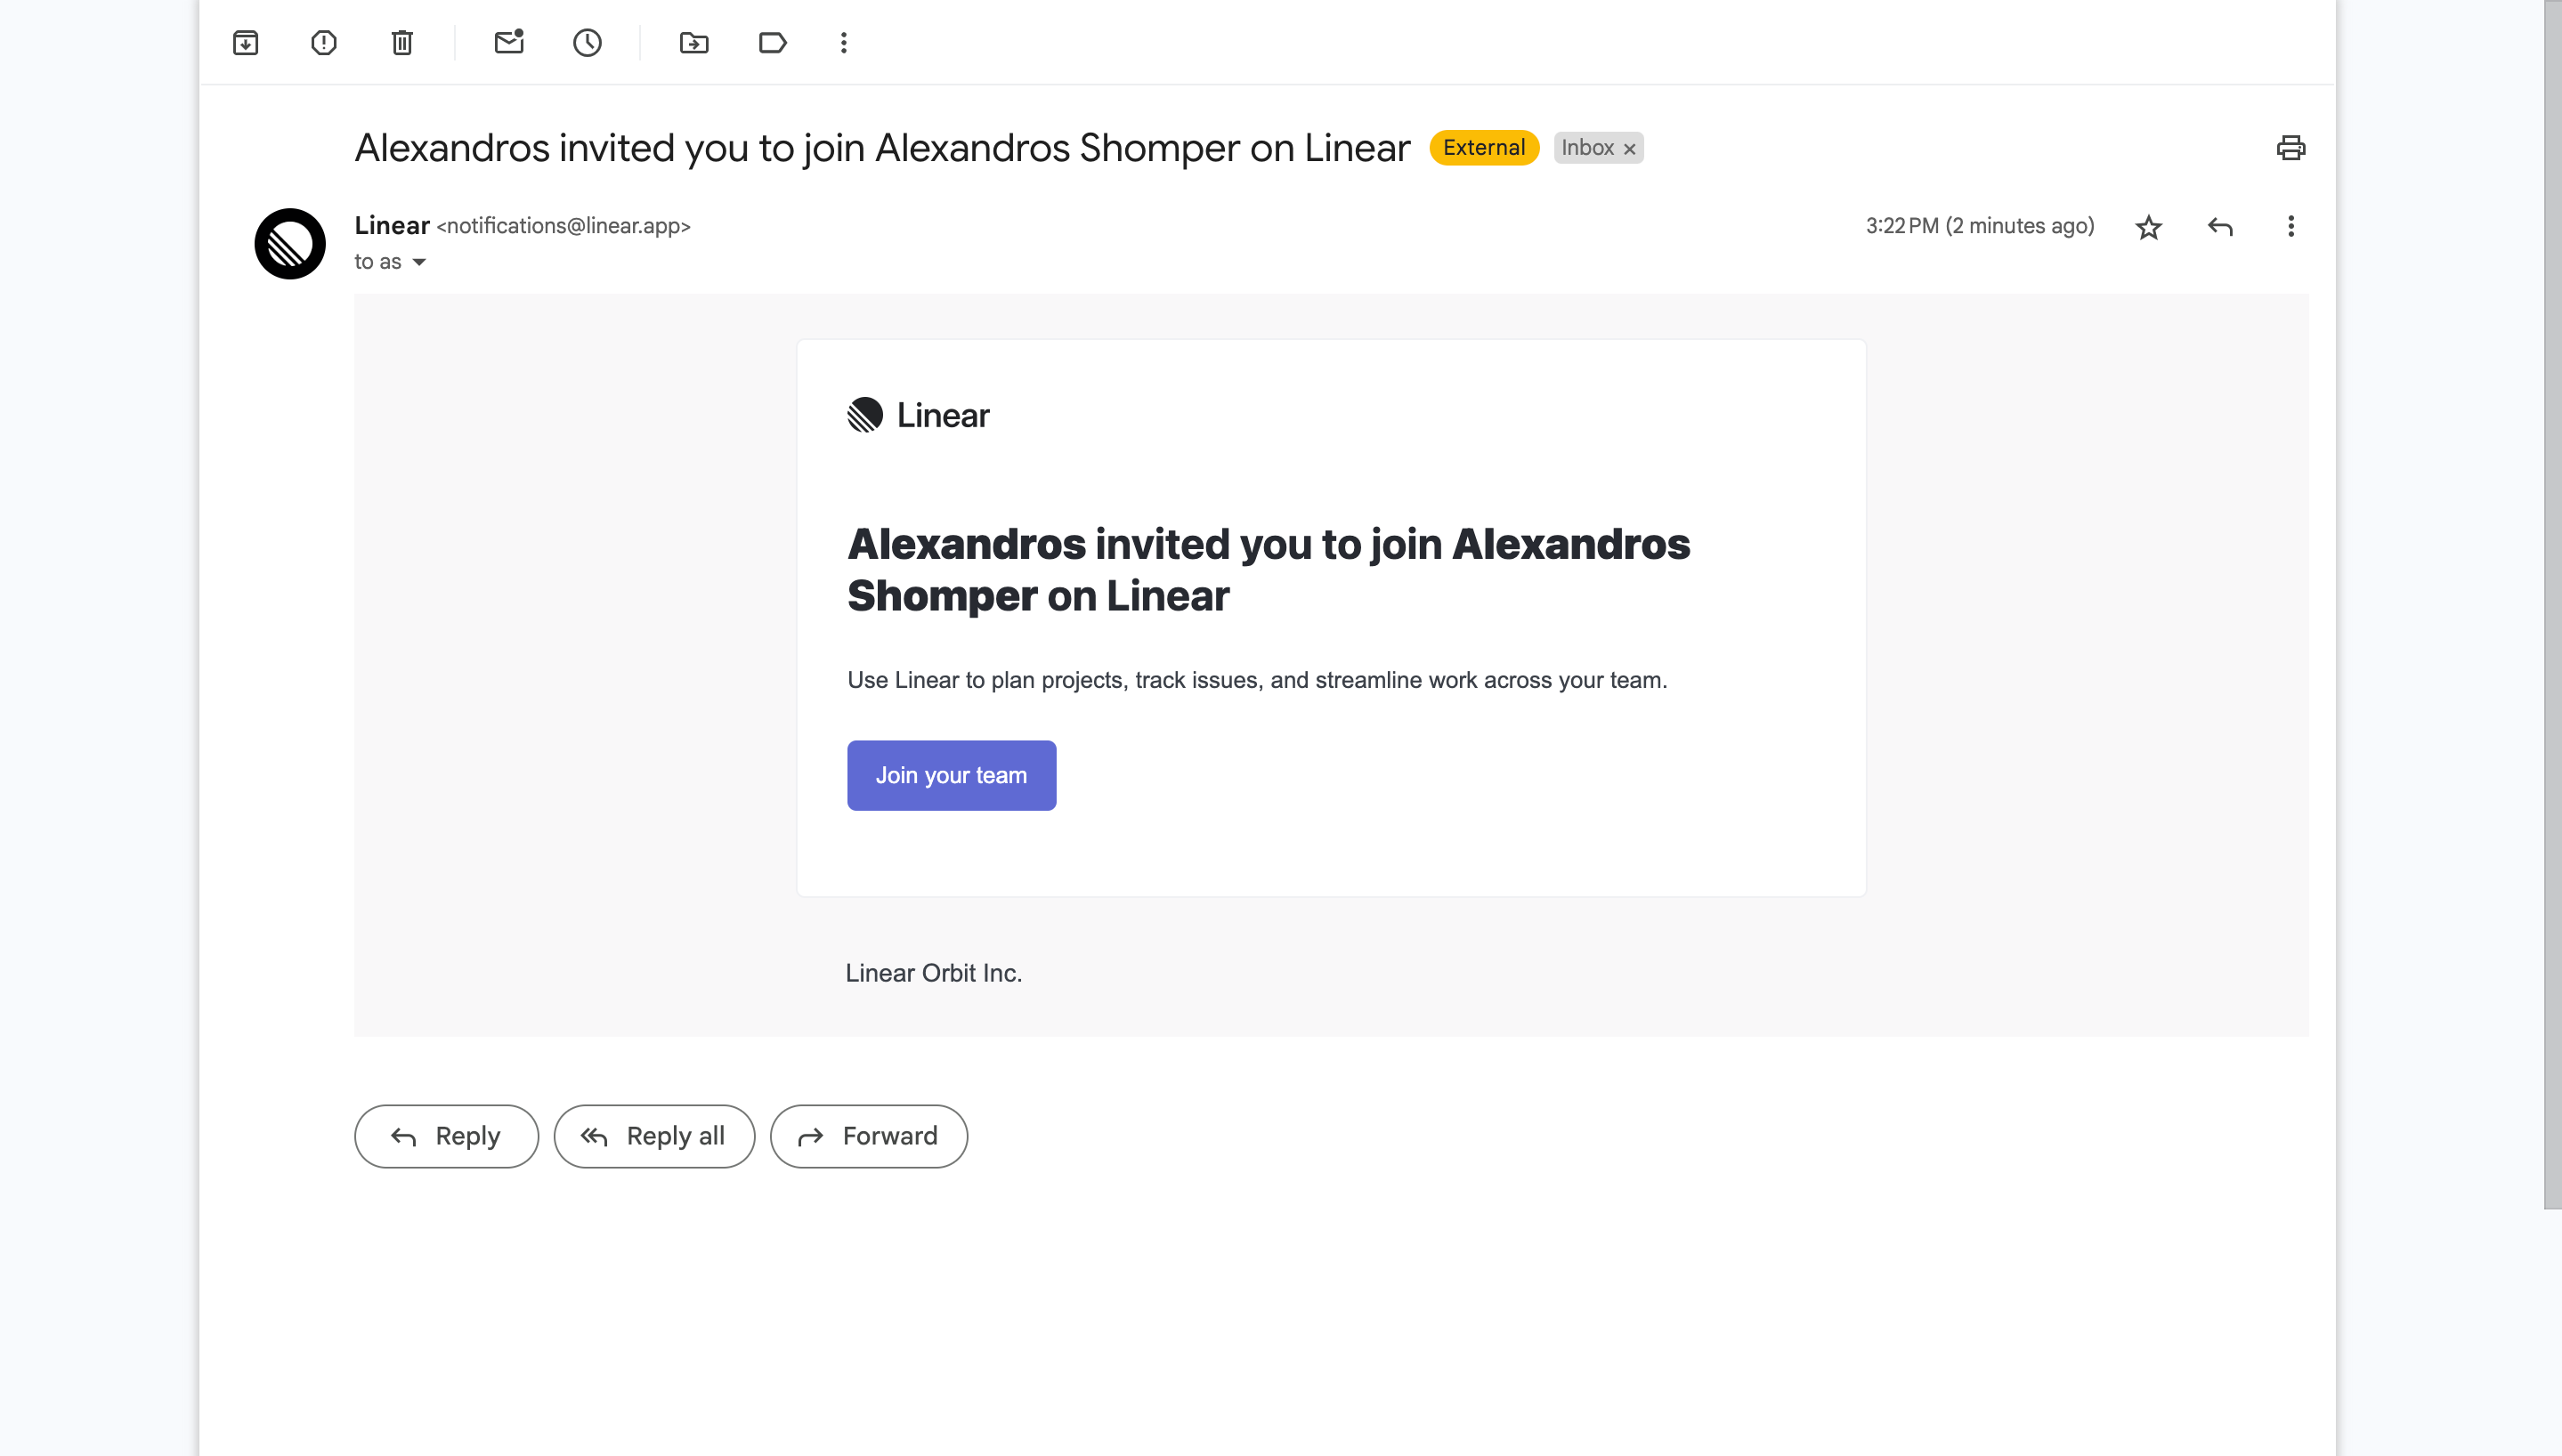 Alexandros invited you to join Alexandros Shomper on Linear External Inbox ×
Linear <notifications@linear.app> 3:22 PM (2 minutes ago)
to as
Linear
Alexandros invited you to join Alexandros
Shomper on Linear
Use Linear to plan projects, track issues, and streamline work across your team.
Join your team
Linear Orbit Inc.
Reply Reply all Forward